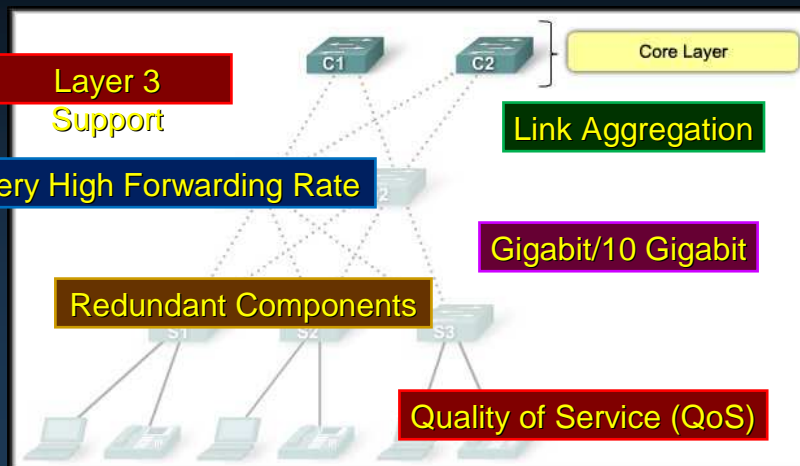 C1
C2
Core Layer
Layer 3
Support
Link Aggregation
ery High Forwarding Rate
2
Gigabit/10 Gigabit
Redundant Components
S1
S2
S3
Quality of Service (QoS)